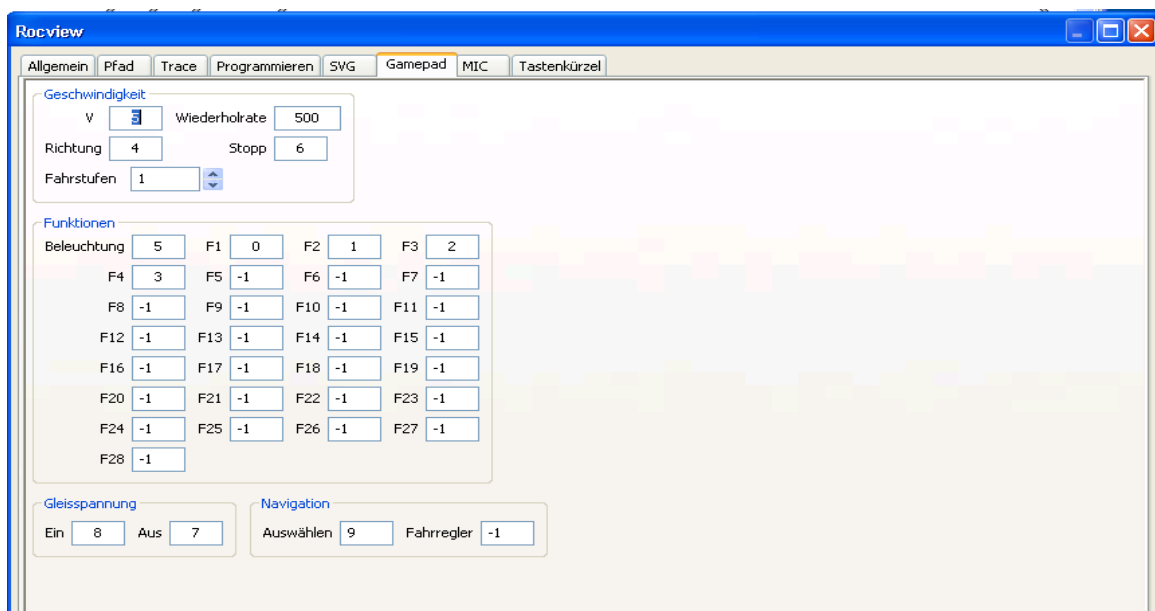 Rocview
Allgemein Pfad Trace Programmieren SVG Gamepad MIC Tastenkürzel
Geschwindigkeit
V 5 Wiederholrate 500
Richtung 4 Stopp 6
Fahrstufen 1
Funktionen
Beleuchtung 5 F1 0 F2 1 F3 2
F4 3 F5 -1 F6 -1 F7 -1
F8 -1 F9 -1 F10 -1 F11 -1
F12 -1 F13 -1 F14 -1 F15 -1
F16 -1 F17 -1 F18 -1 F19 -1
F20 -1 F21 -1 F22 -1 F23 -1
F24 -1 F25 -1 F26 -1 F27 -1
F28 -1
Gleisspannung Navigation
Ein 8 Aus 7 Auswählen 9 Fahrregler -1